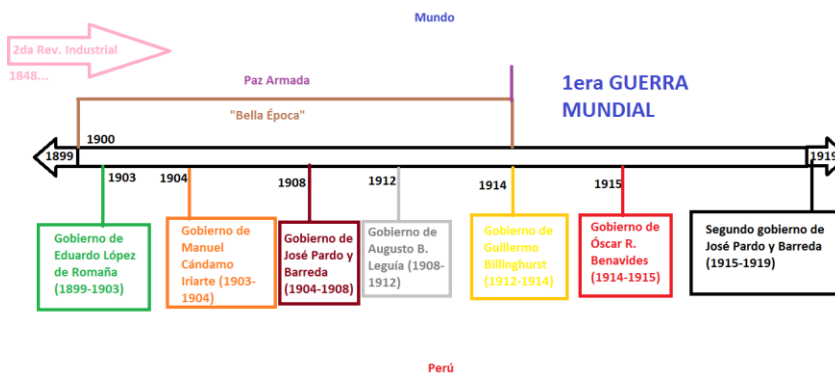 Mundo
2da Rev. Industrial
1848...
Paz Armada
"Bella Época"
1era GUERRA
MUNDIAL
1899
1900
1919
1903
1904
1908
1912
1914
1915
Gobierno de
Eduardo López
de Romaña
(1899-1903)
Gobierno de
Manuel
Cándamo
Iriarte (1903-
1904)
Gobierno de
José Pardo y
Barreda
(1904-1908)
Gobierno de
Augusto B.
Leguía (1908-
1912)
Gobierno de
Guillermo
Billinghurst
(1912-1914)
Gobierno de
Óscar R.
Benavides
(1914-1915)
Segundo gobierno de
José Pardo y Barreda
(1915-1919)
Perú